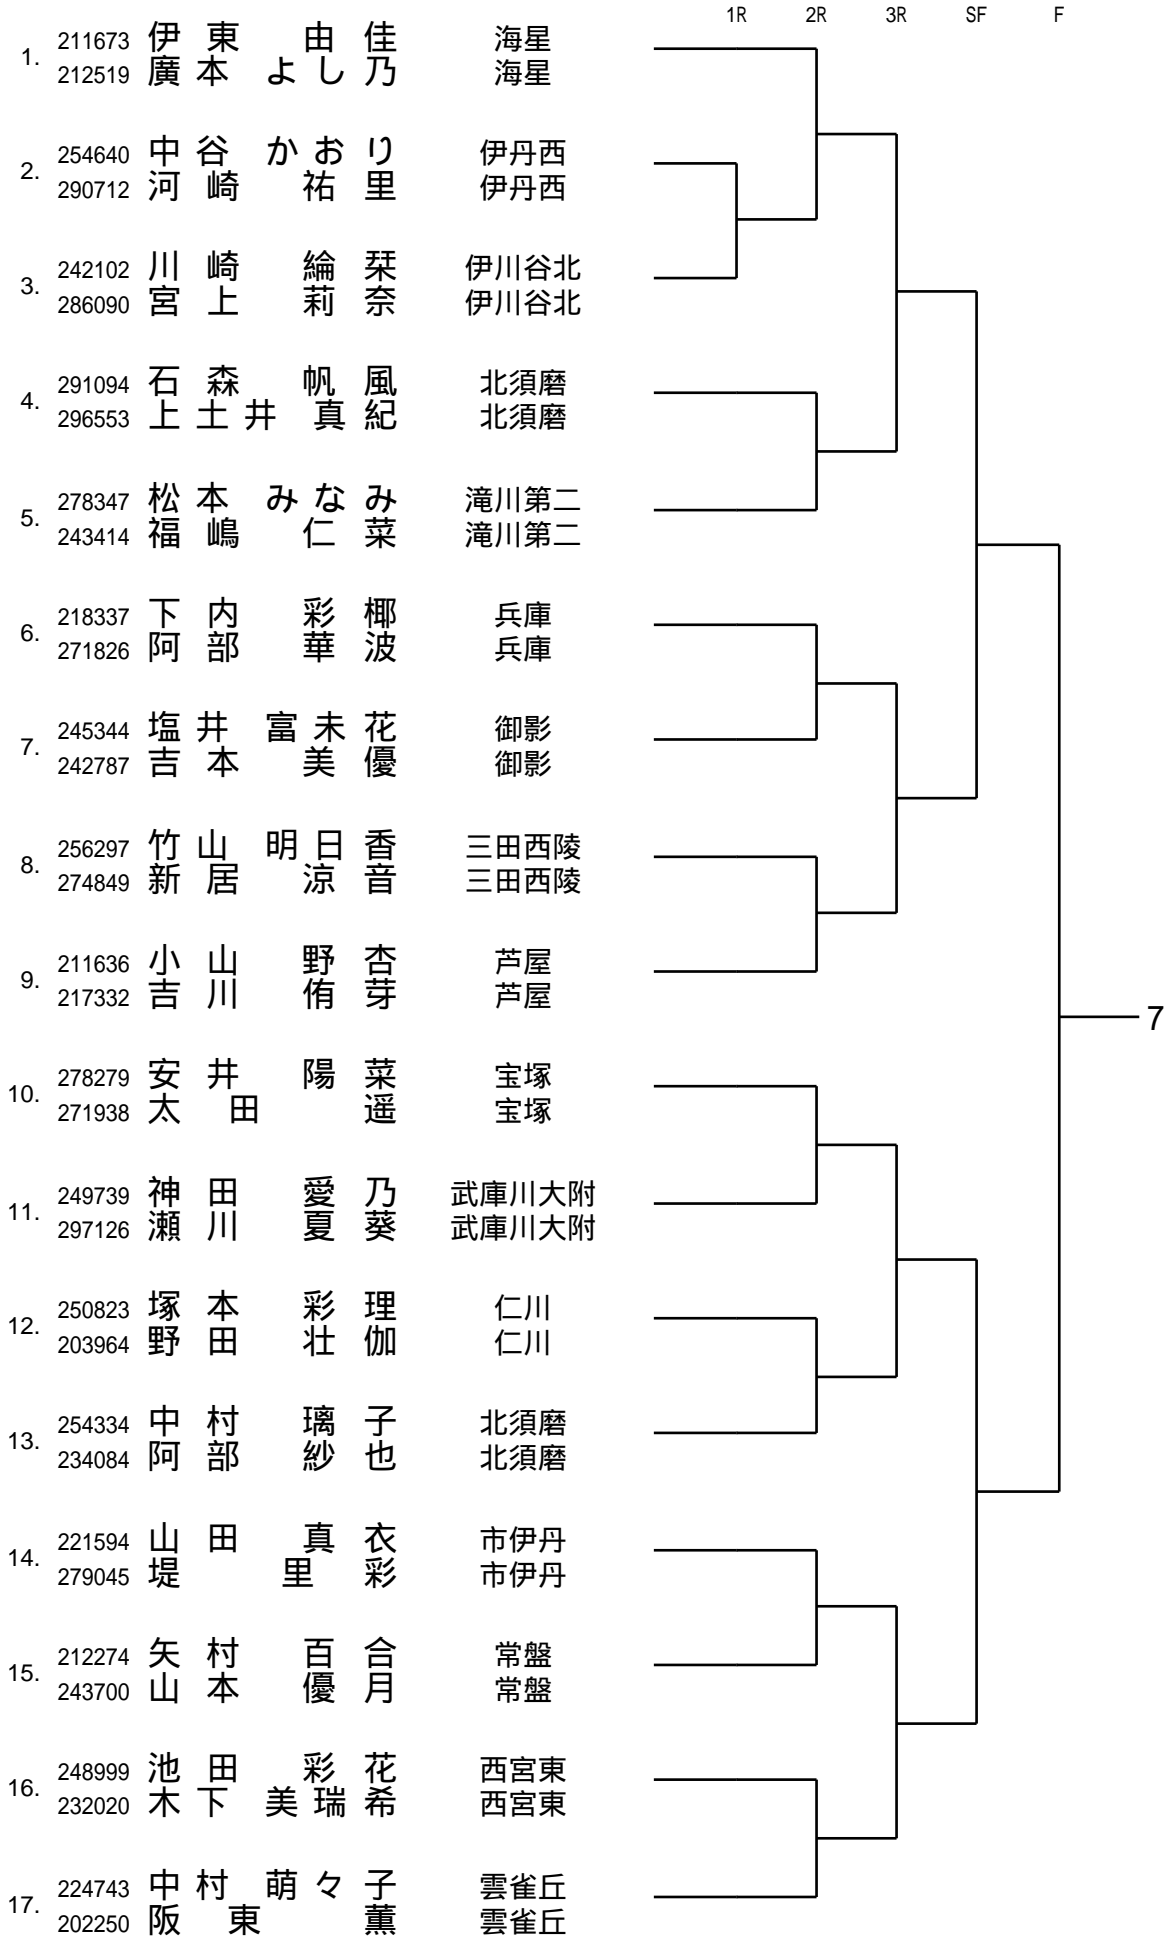 1R 2R 3R SF F
1. 211673 伊東 由佳 海星
212519 廣本 よし乃 海星
2. 254640 中谷 かおり 伊丹西
290712 河崎 祐里 伊丹西
3. 242102 川崎 綸栞 伊川谷北
286090 宮上 莉奈 伊川谷北
4. 291094 石森 帆風 北須磨
296553 上土井 真紀 北須磨
5. 278347 松本 みなみ 滝川第二
243414 福嶋 仁菜 滝川第二
6. 218337 下内 彩椰 兵庫
271826 阿部 華波 兵庫
7. 245344 塩井 富未花 御影
242787 吉本 美優 御影
8. 256297 竹山 明日香 三田西陵
274849 新居 涼音 三田西陵
9. 211636 小山 野杏 芦屋
217332 吉川 侑芽 芦屋
7
10. 278279 安井 陽菜 宝塚
271938 太田 遥 宝塚
11. 249739 神田 愛乃 武庫川大附
297126 瀬川 夏葵 武庫川大附
12. 250823 塚本 彩理 仁川
203964 野田 壮伽 仁川
13. 254334 中村 璃子 北須磨
234084 阿部 紗也 北須磨
14. 221594 山田 真衣 市伊丹
279045 堤 里彩 市伊丹
15. 212274 矢村 百合 常盤
243700 山本 優月 常盤
16. 248999 池田 彩花 西宮東
232020 木下 美瑞希 西宮東
17. 224743 中村 萌々子 雲雀丘
202250 阪東 薫 雲雀丘